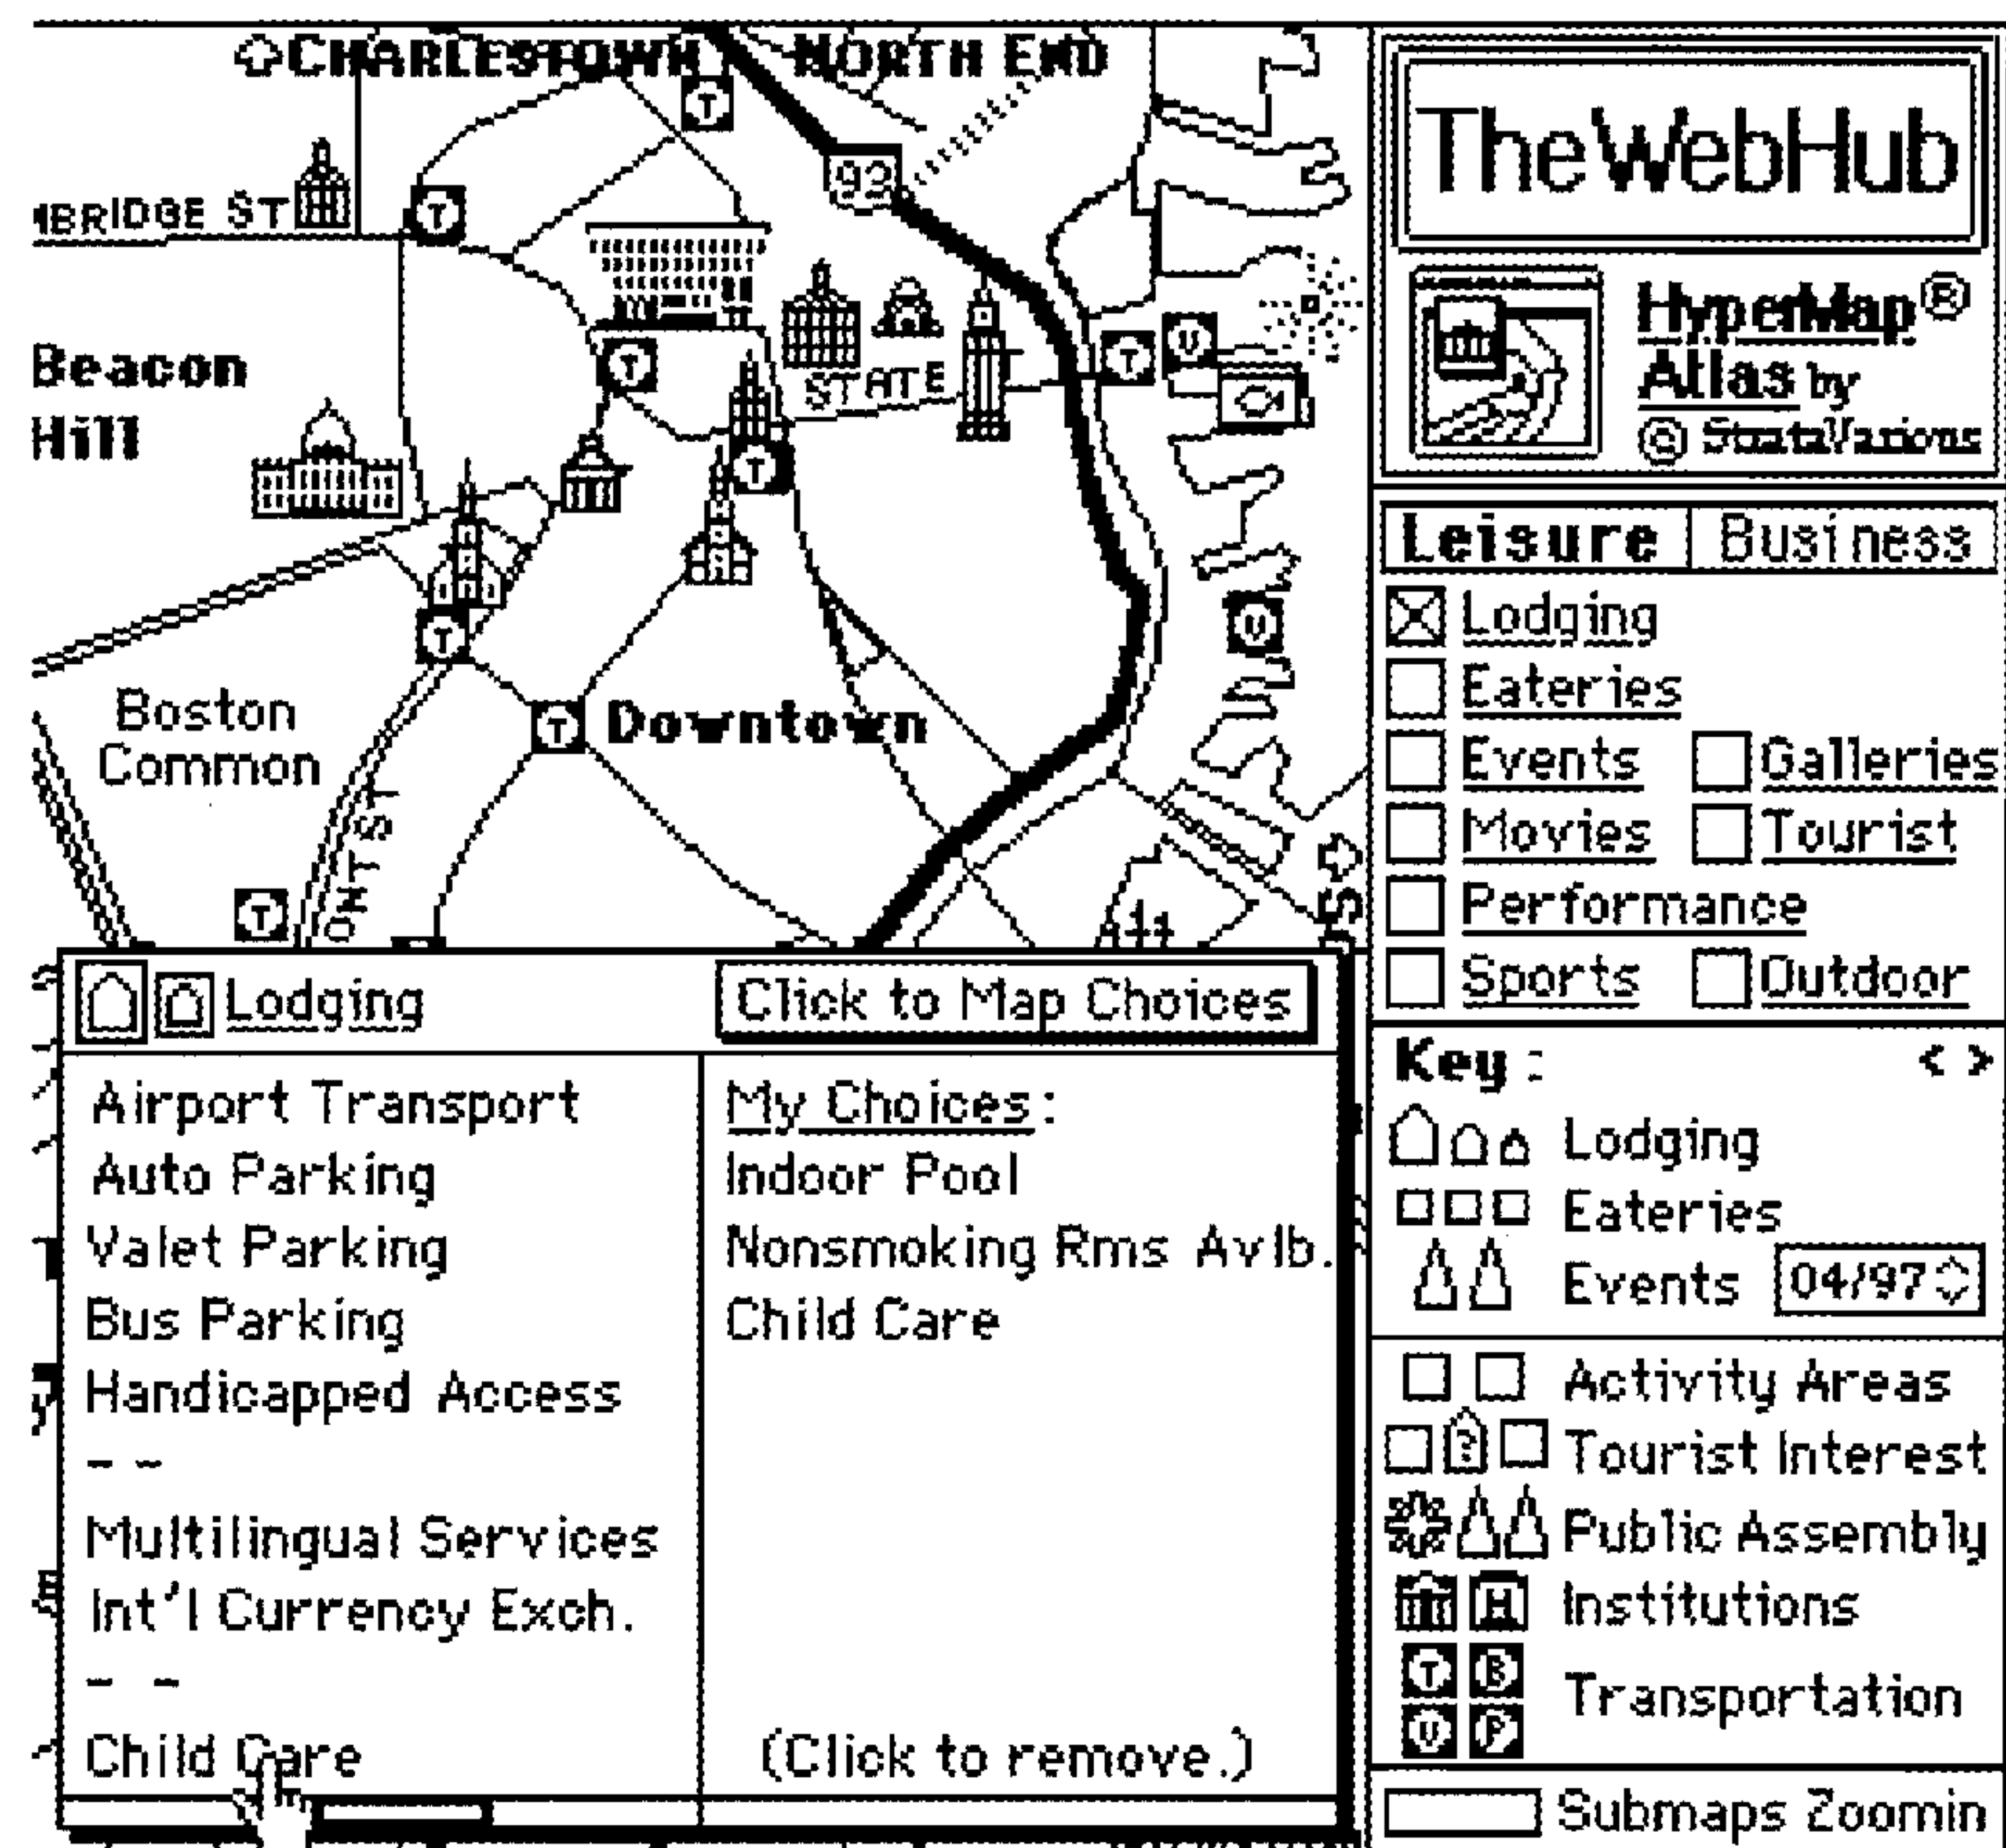 CHARLESTOWN
NORTH END
T
93
MBRIDGE ST
T
Beacon
Hill
T
STATE
T
U
T
T
U
Boston
Common
T
Downtown
ONT ST
T
TheWebHub
HyperMap®
Atlas by
© StrataVarious
Leisure
Business
Lodging
Eateries
Events
Galleries
Movies
Tourist
Performance
Sports
Outdoor
Lodging
Click to Map Choices
Airport Transport
Auto Parking
Valet Parking
Bus Parking
Handicapped Access
- -
Multilingual Services
Int'l Currency Exch.
- -
Child Care
My Choices:
Indoor Pool
Nonsmoking Rms Avlb.
Child Care
(Click to remove.)
Key: < >
Lodging
Eateries
Events 04/97
Activity Areas
? Tourist Interest
Public Assembly
H Institutions
T B
Transportation
U P
Submaps Zoomin